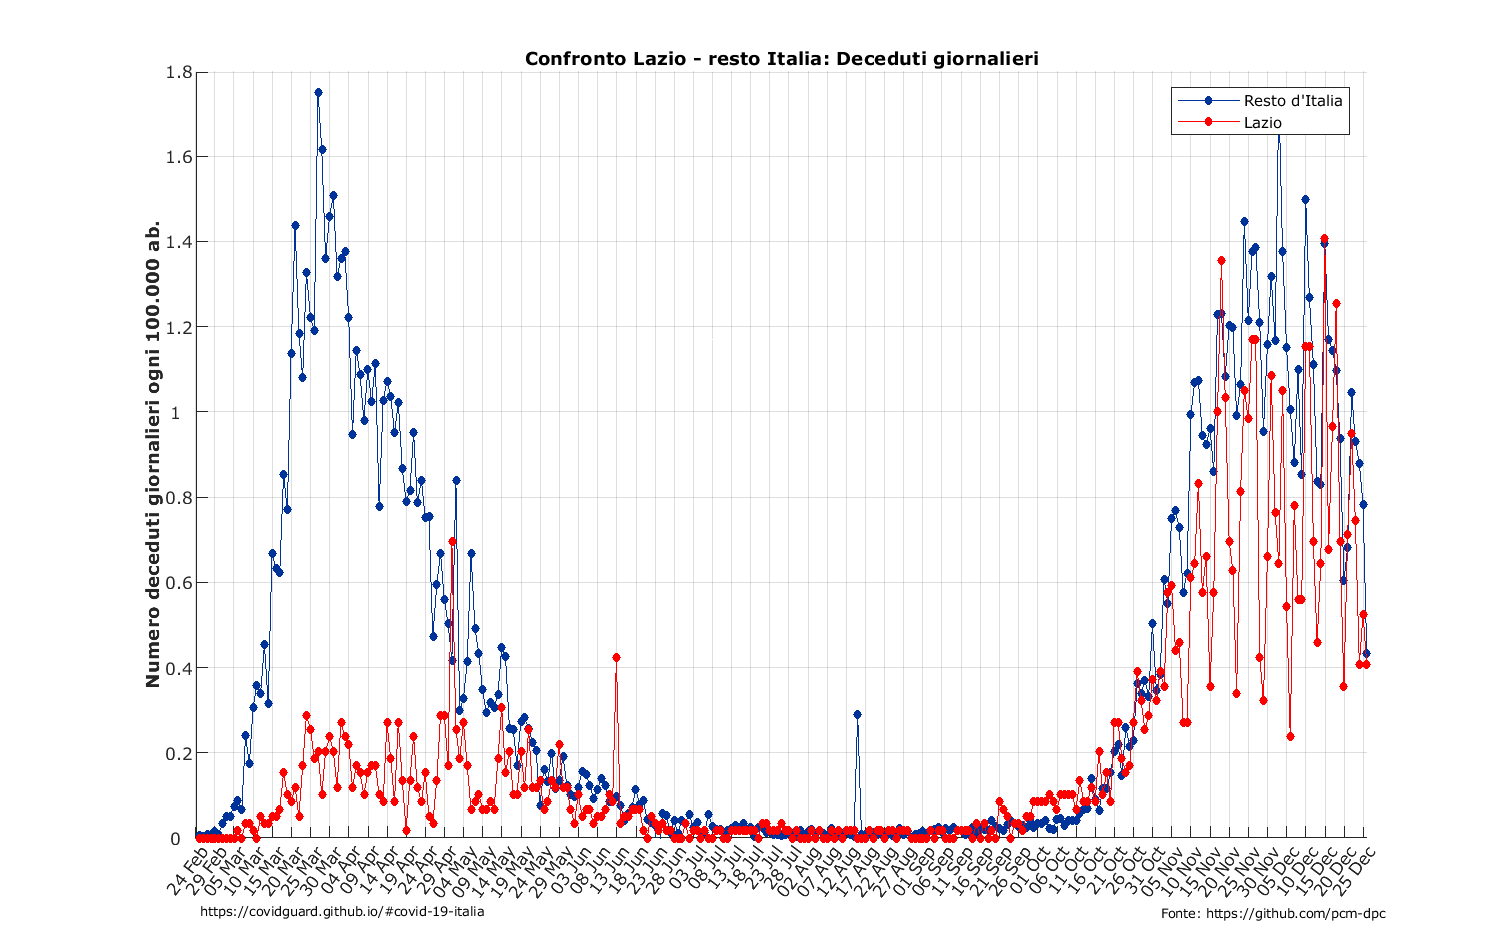 Confronto Lazio - resto Italia: Deceduti giornalieri
Numero deceduti giornalieri ogni 100.000 ab.
1.8
1.6
1.4
1.2
1
0.8
0.6
0.4
0.2
0
Resto d'Italia
Lazio
24 Feb
29 Feb
05 Mar
10 Mar
15 Mar
20 Mar
25 Mar
30 Mar
04 Apr
09 Apr
14 Apr
19 Apr
24 Apr
29 Apr
04 May
09 May
14 May
19 May
24 May
29 May
03 Jun
08 Jun
13 Jun
18 Jun
23 Jun
28 Jun
03 Jul
08 Jul
13 Jul
18 Jul
23 Jul
28 Jul
02 Aug
07 Aug
12 Aug
17 Aug
22 Aug
27 Aug
01 Sep
06 Sep
11 Sep
16 Sep
21 Sep
26 Sep
01 Oct
06 Oct
11 Oct
16 Oct
21 Oct
26 Oct
31 Oct
05 Nov
10 Nov
15 Nov
20 Nov
25 Nov
30 Nov
05 Dec
10 Dec
15 Dec
20 Dec
25 Dec
https://covidguard.github.io/#covid-19-italia
Fonte: https://github.com/pcm-dpc